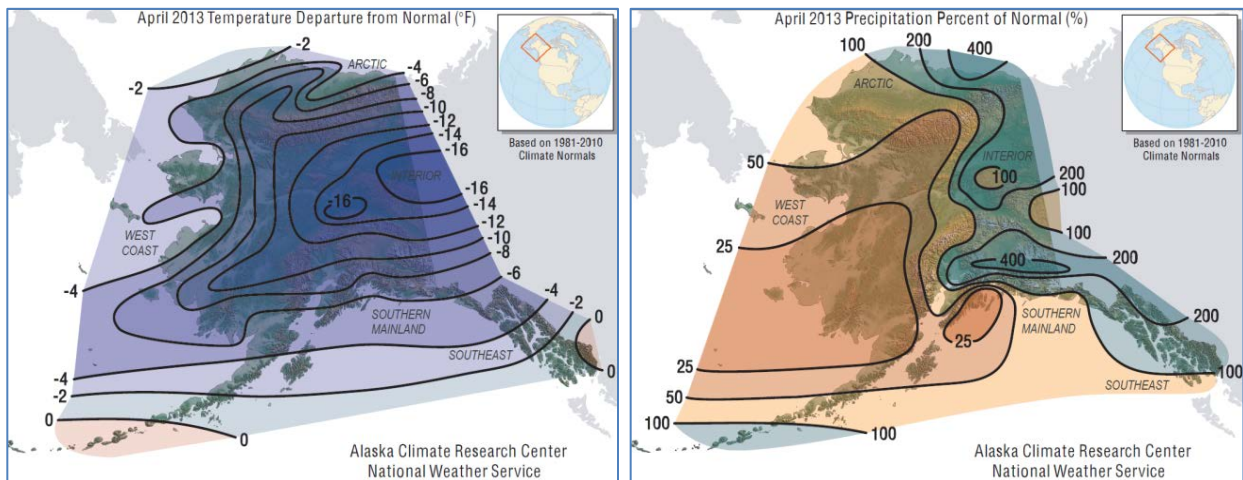 April 2013 Temperature Departure from Normal (°F)
-2
ARCTIC
-2
-4
-6
-8
-10
-12
-14
-16
INTERIOR
-16
-16
-14
-12
-10
-8
-6
WEST
COAST
-4
-4
-2
0
SOUTHERN
MAINLAND
SOUTHEAST
0
-4
-2
0
0
Based on 1981-2010
Climate Normals
Alaska Climate Research Center
National Weather Service
April 2013 Precipitation Percent of Normal (%)
100
200
400
ARCTIC
50
INTERIOR
100
200
100
WEST
COAST
25
100
200
400
SOUTHERN
MAINLAND
25
200
25
50
100
SOUTHEAST
100
100
Based on 1981-2010
Climate Normals
Alaska Climate Research Center
National Weather Service